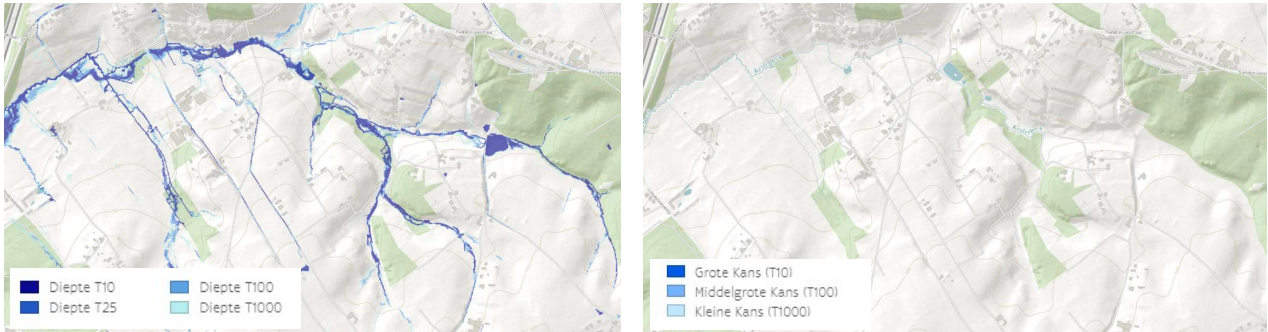 Diepte T10
Diepte T100
Diepte T25
Diepte T1000
Grote Kans (T10)
Middelgrote Kans (T100)
Kleine Kans (T1000)